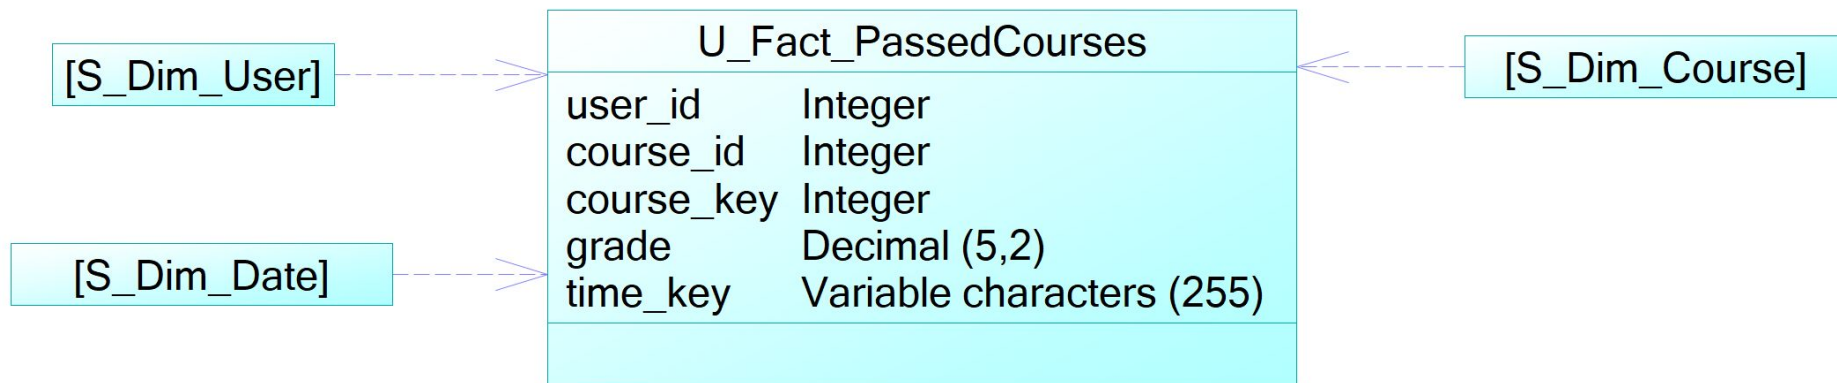 U_Fact_PassedCourses
[S_Dim_User]
[S_Dim_Course]
user_id Integer
course_id Integer
course_key Integer
grade Decimal (5,2)
time_key Variable characters (255)
[S_Dim_Date]